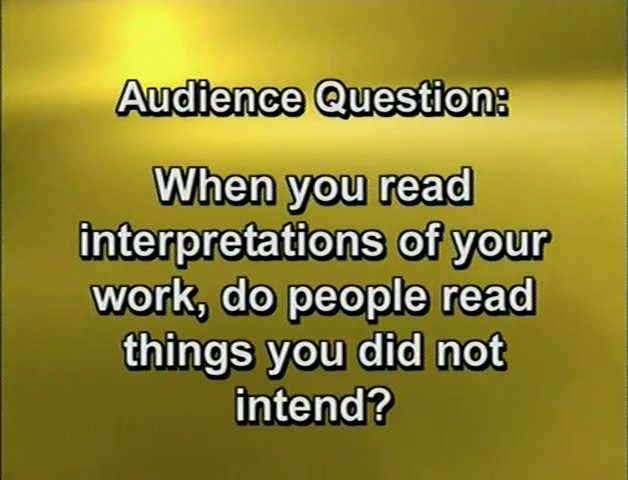 Audience Question:
When you read
interpretations of your
work, do people read
things you did not
intend?